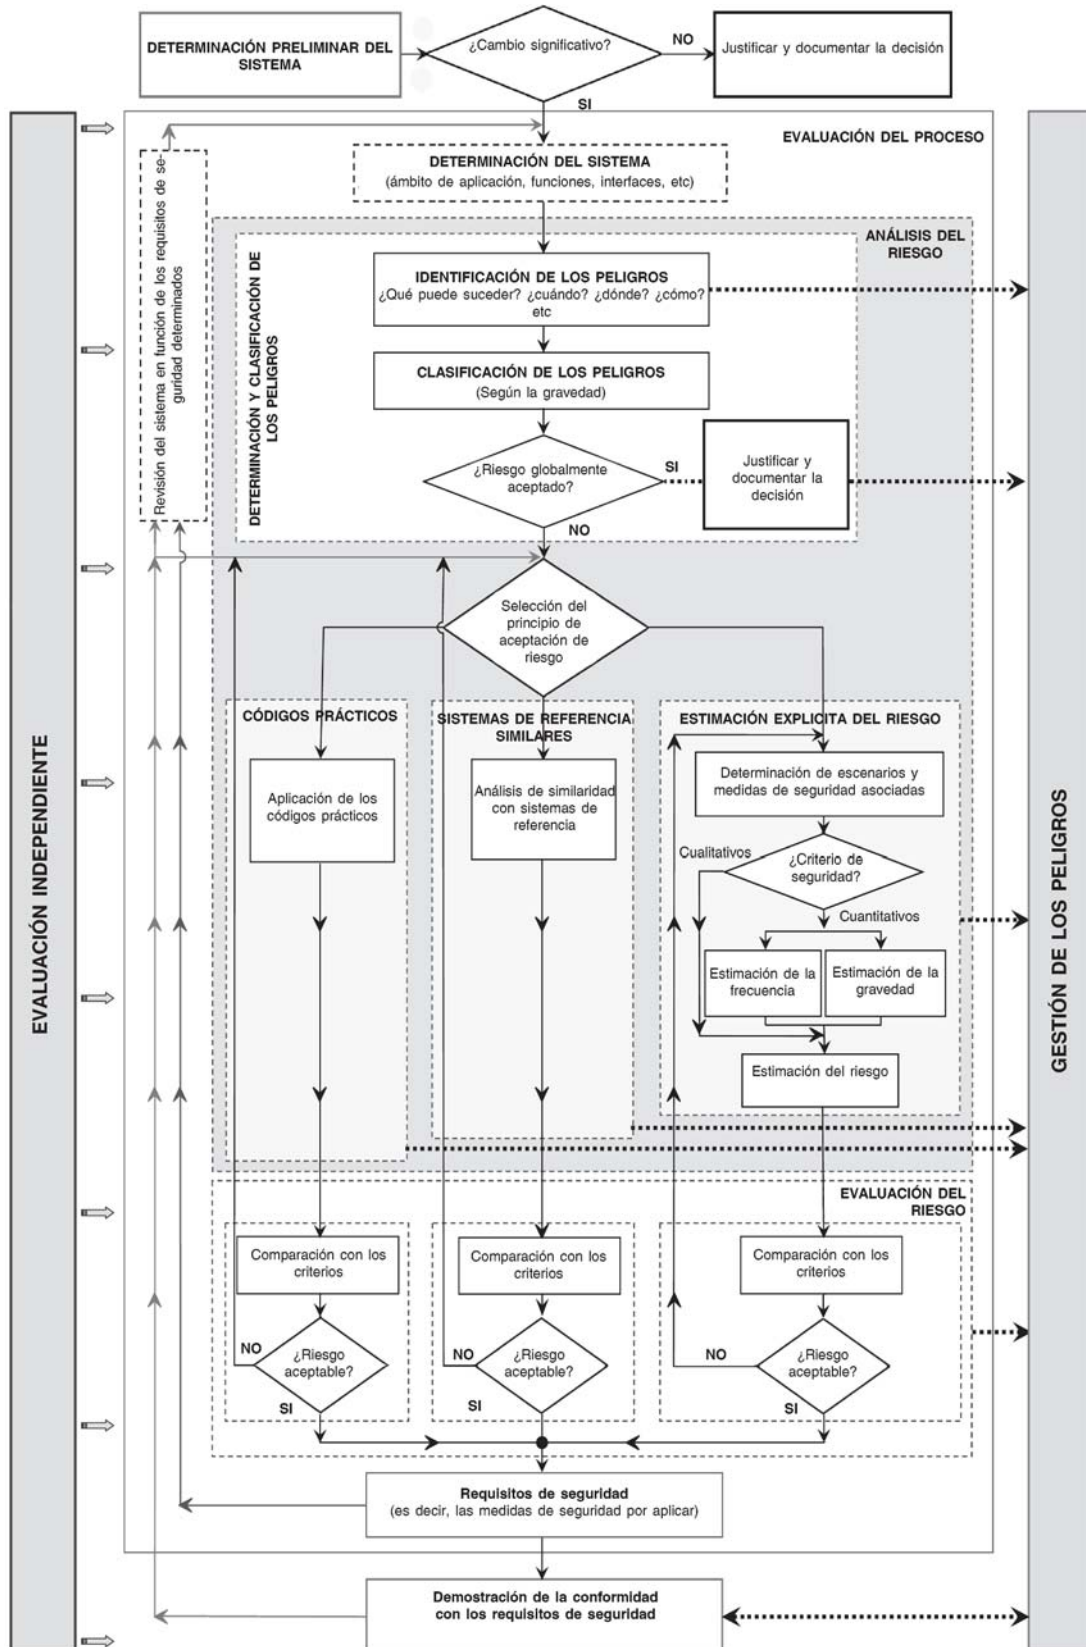 DETERMINACIÓN PRELIMINAR DEL
SISTEMA
¿Cambio significativo?
NO
Justificar y documentar la decisión
SI
EVALUACIÓN DEL PROCESO
EVALUACIÓN INDEPENDIENTE
Revisión del sistema en función de los requisitos de se-
guridad determinados
DETERMINACIÓN DEL SISTEMA
(ámbito de aplicación, funciones, interfaces, etc)
ANÁLISIS DEL
RIESGO
DETERMINACIÓN Y CLASIFICACIÓN DE
LOS PELIGROS
IDENTIFICACIÓN DE LOS PELIGROS
¿Qué puede suceder? ¿cuándo? ¿dónde? ¿cómo?
etc
CLASIFICACIÓN DE LOS PELIGROS
(Según la gravedad)
¿Riesgo globalmente
aceptado?
SI
Justificar y
documentar la
decisión
NO
Selección del
principio de
aceptación de
riesgo
CÓDIGOS PRÁCTICOS
SISTEMAS DE REFERENCIA
SIMILARES
ESTIMACIÓN EXPLICITA DEL RIESGO
Aplicación de los
códigos prácticos
Análisis de similaridad
con sistemas de
referencia
Determinación de escenarios y
medidas de seguridad asociadas
Cualitativos
¿Criterio de
seguridad?
Cuantitativos
Estimación de la
frecuencia
Estimación de la
gravedad
Estimación del riesgo
GESTIÓN DE LOS PELIGROS
EVALUACIÓN DEL
RIESGO
Comparación con los
criterios
Comparación con los
criterios
Comparación con los
criterios
NO
¿Riesgo
aceptable?
SI
NO
¿Riesgo
aceptable?
SI
NO
¿Riesgo
aceptable?
SI
Requisitos de seguridad
(es decir, las medidas de seguridad por aplicar)
Demostración de la conformidad
con los requisitos de seguridad